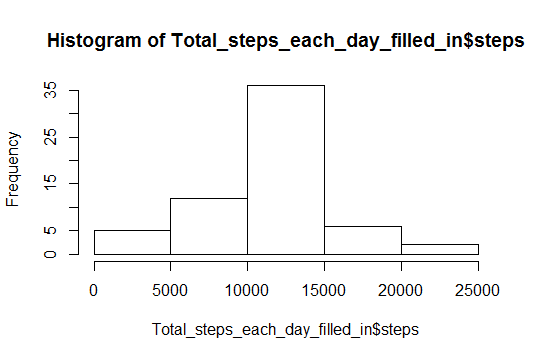 Histogram of Total_steps_each_day_filled_in$steps
Frequency
35
25
15
5
0
0 5000 10000 15000 20000 25000
Total_steps_each_day_filled_in$steps